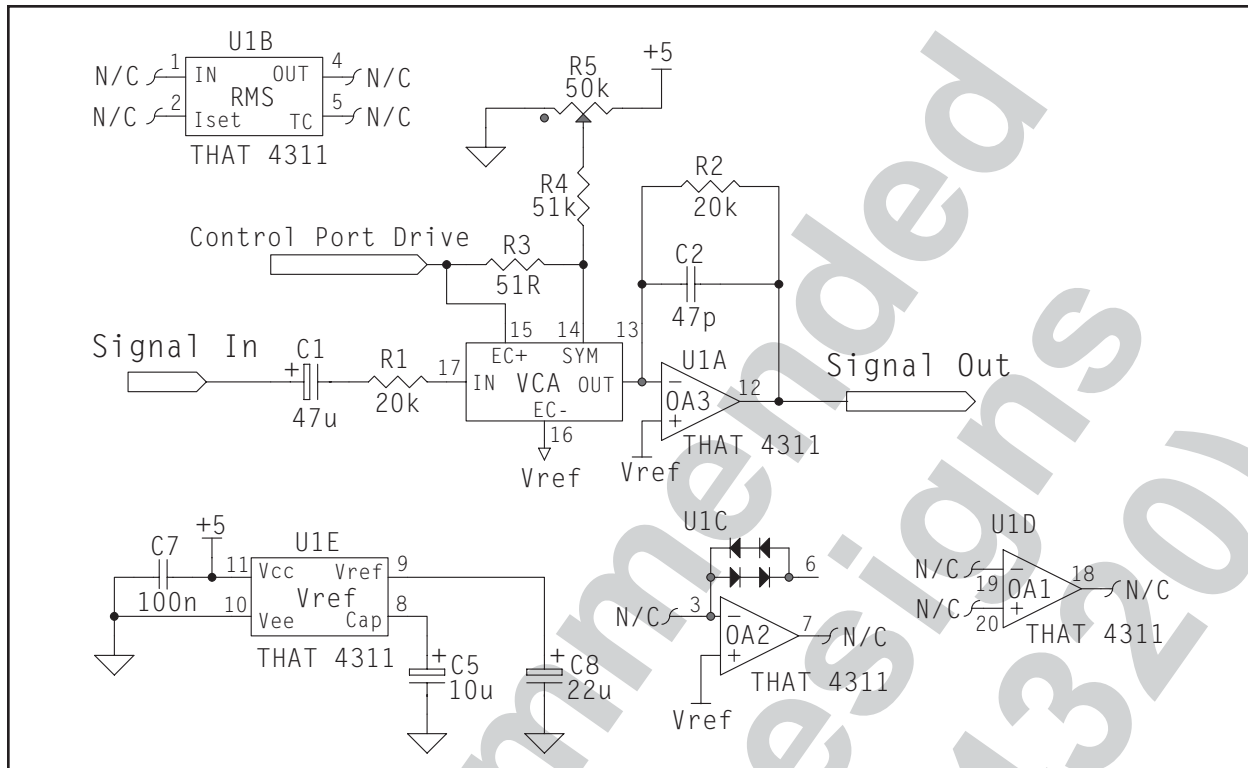 U1B
N/C 1 IN OUT 4 N/C
RMS
N/C 2 Iset TC 5 N/C
THAT 4311
R5
50k
+5
R4
51k
R2
20k
Control Port Drive
R3
51R
C2
47p
15 14 13
Signal In
C1
+
47u
R1
20k
17 IN EC+ SYM OUT
VCA
EC-
16
Vref
U1A
-
OA3
+
12
THAT 4311
Vref
Signal Out
C7
100n
+5
U1E
11 Vcc Vref 9
Vref
10 Vee Cap 8
THAT 4311
+
C5
10u
+
C8
22u
U1C
6
N/C 3
-
OA2
+
7 N/C
THAT 4311
Vref
U1D
N/C 19 -
OA1
18 N/C
N/C 20 +
THAT 4311
mmended
esigns
4320)